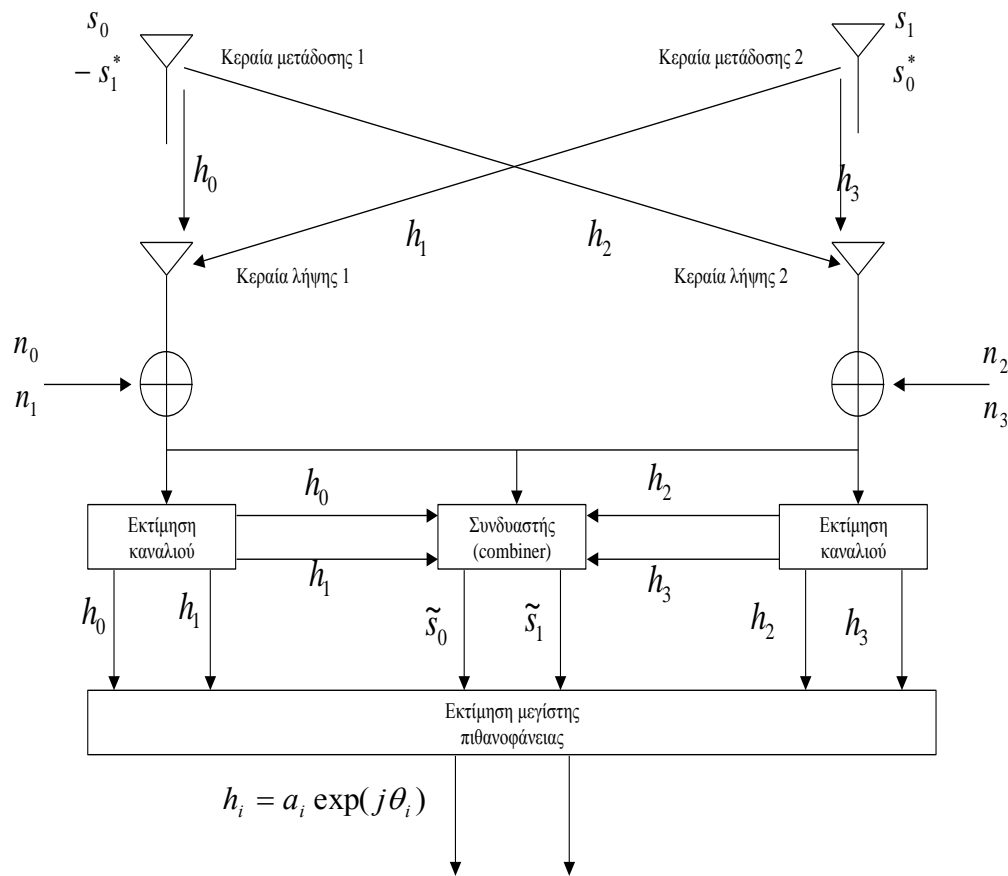 s₀
− s₁*
Κεραία μετάδοσης 1
Κεραία μετάδοσης 2
s₁
s₀*
h₀
h₁
h₂
h₃
Κεραία λήψης 1
Κεραία λήψης 2
n₀
n₁
n₂
n₃
h₀
h₂
Εκτίμηση
καναλιού
Συνδυαστής
(combiner)
Εκτίμηση
καναλιού
h₁
h₃
h₀
h₁
s̃₀
s̃₁
h₂
h₃
Εκτίμηση μεγίστης
πιθανοφάνειας
hᵢ = aᵢ exp(jθᵢ)